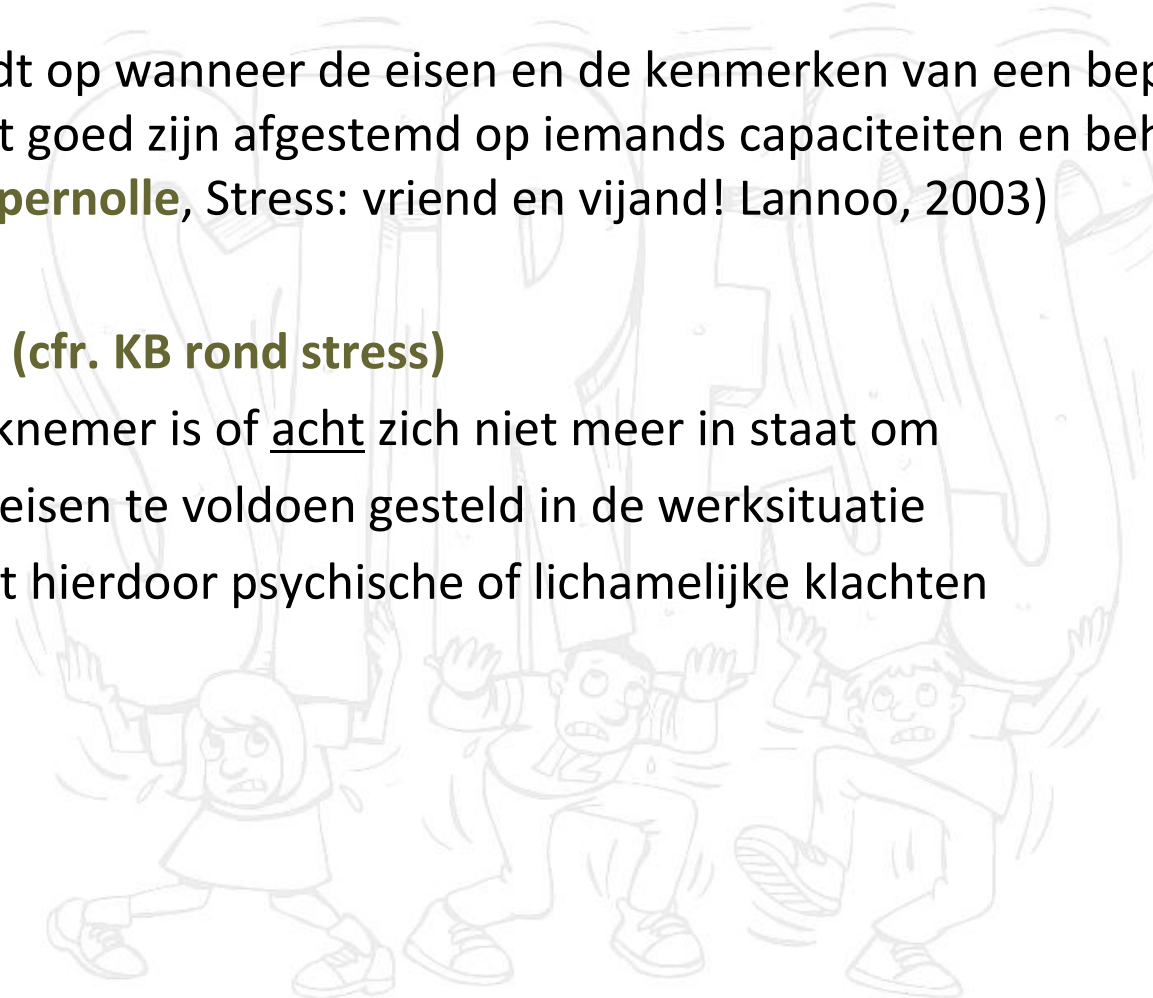 dt op wanneer de eisen en de kenmerken van een bep
t goed zijn afgestemd op iemands capaciteiten en beh
pernolle, Stress: vriend en vijand! Lannoo, 2003)
(cfr. KB rond stress)
knemer is of acht zich niet meer in staat om
eisen te voldoen gesteld in de werksituatie
t hierdoor psychische of lichamelijke klachten
STRESS